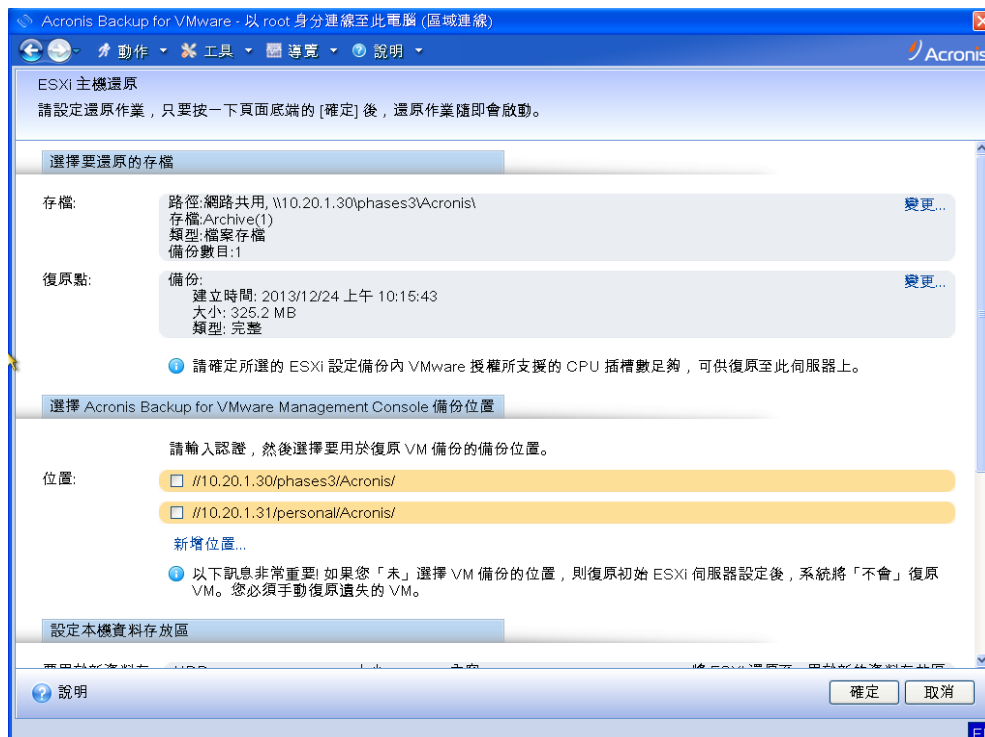 Acronis Backup for VMware - 以 root 身分連線至此電腦 (區域連線)
動作 工具 導覽 說明
Acronis
ESXi 主機還原
請設定還原作業，只要按一下頁面底端的 [確定] 後，還原作業隨即會啟動。
選擇要還原的存檔
存檔: 路徑:網路共用, \\10.20.1.30\phases3\Acronis\ 變更...
存檔:Archive(1)
類型:檔案存檔
備份數目:1
復原點: 備份: 變更...
建立時間: 2013/12/24 上午 10:15:43
大小: 325.2 MB
類型: 完整
請確定所選的 ESXi 設定備份內 VMware 授權所支援的 CPU 插槽數足夠，可供復原至此伺服器上。
選擇 Acronis Backup for VMware Management Console 備份位置
請輸入認證，然後選擇要用於復原 VM 備份的備份位置。
位置: //10.20.1.30/phases3/Acronis/
//10.20.1.31/personal/Acronis/
新增位置...
以下訊息非常重要! 如果您「未」選擇 VM 備份的位置，則復原初始 ESXi 伺服器設定後，系統將「不會」復原
VM。您必須手動復原遺失的 VM。
設定本機資料存放區
說明 確定 取消